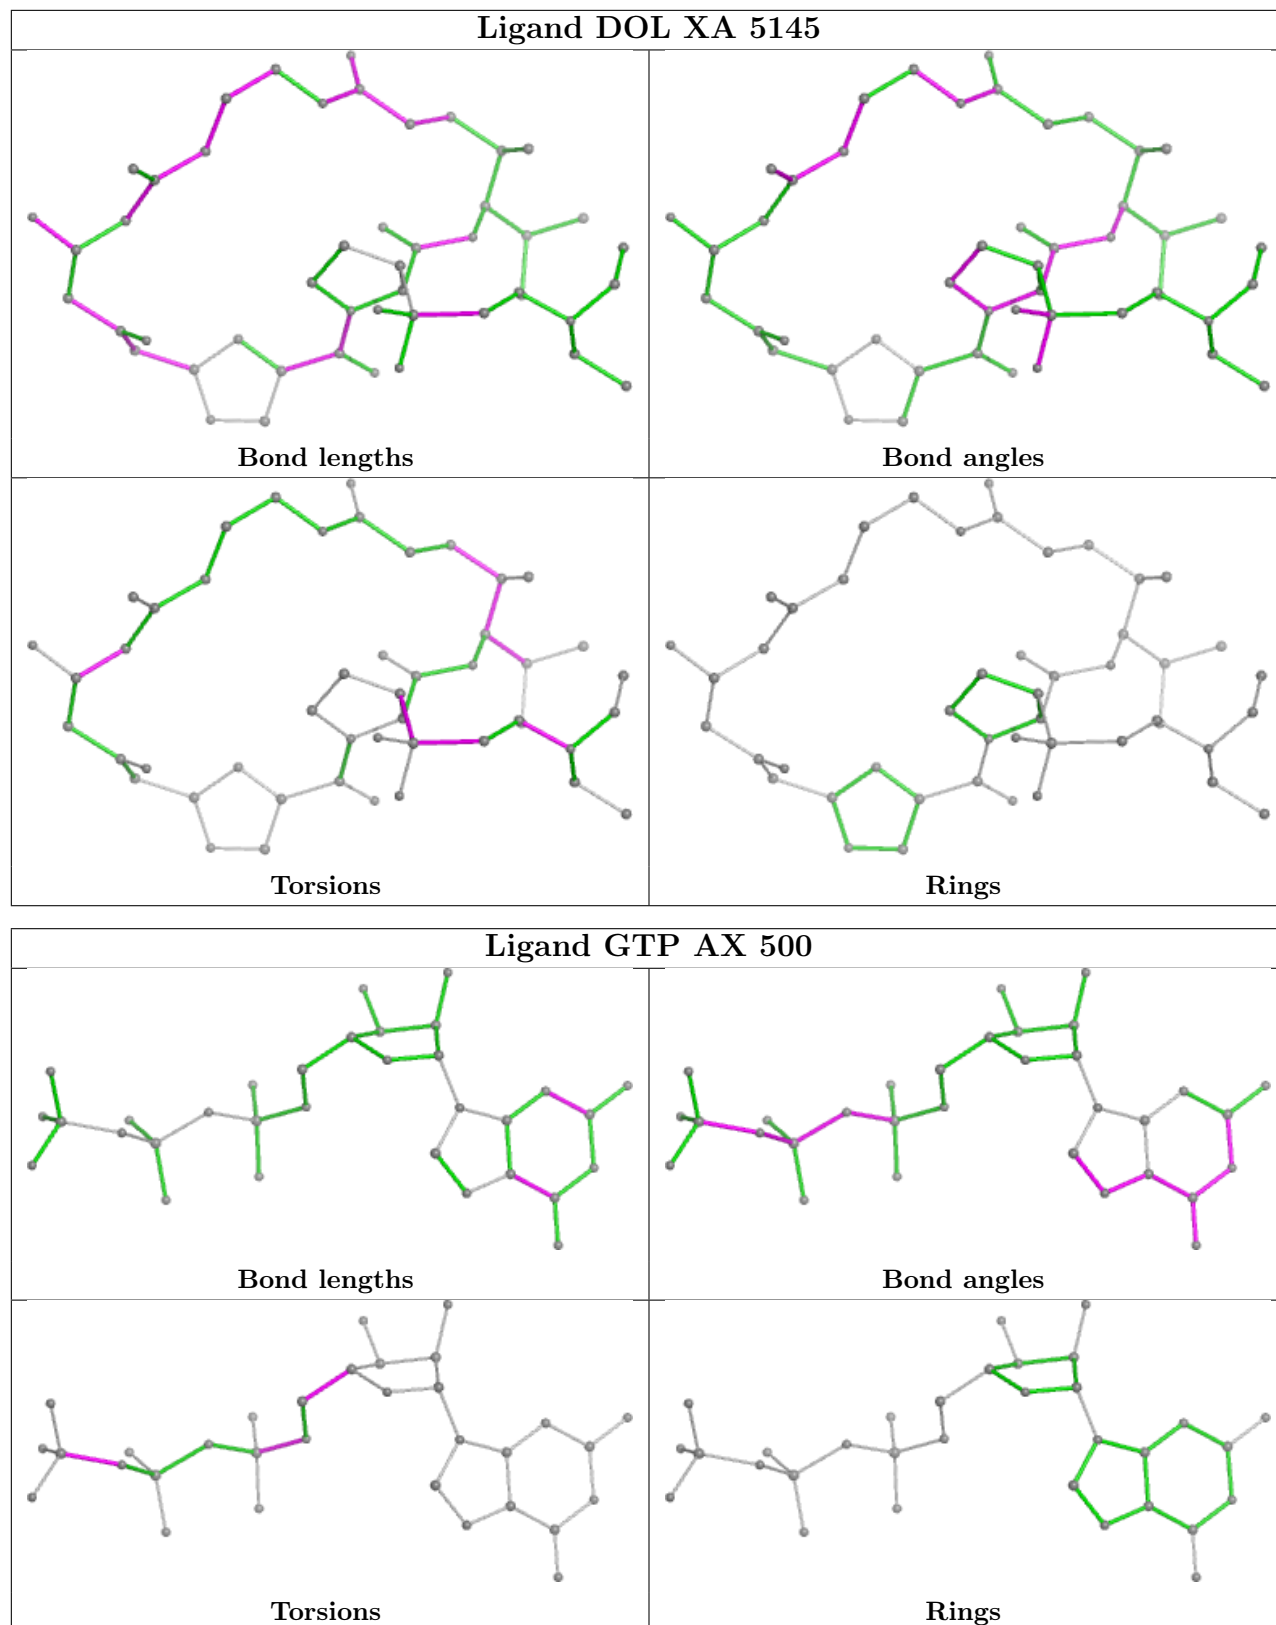 Ligand DOL XA 5145
Bond lengths
Bond angles
Torsions
Rings
Ligand GTP AX 500
Bond lengths
Bond angles
Torsions
Rings